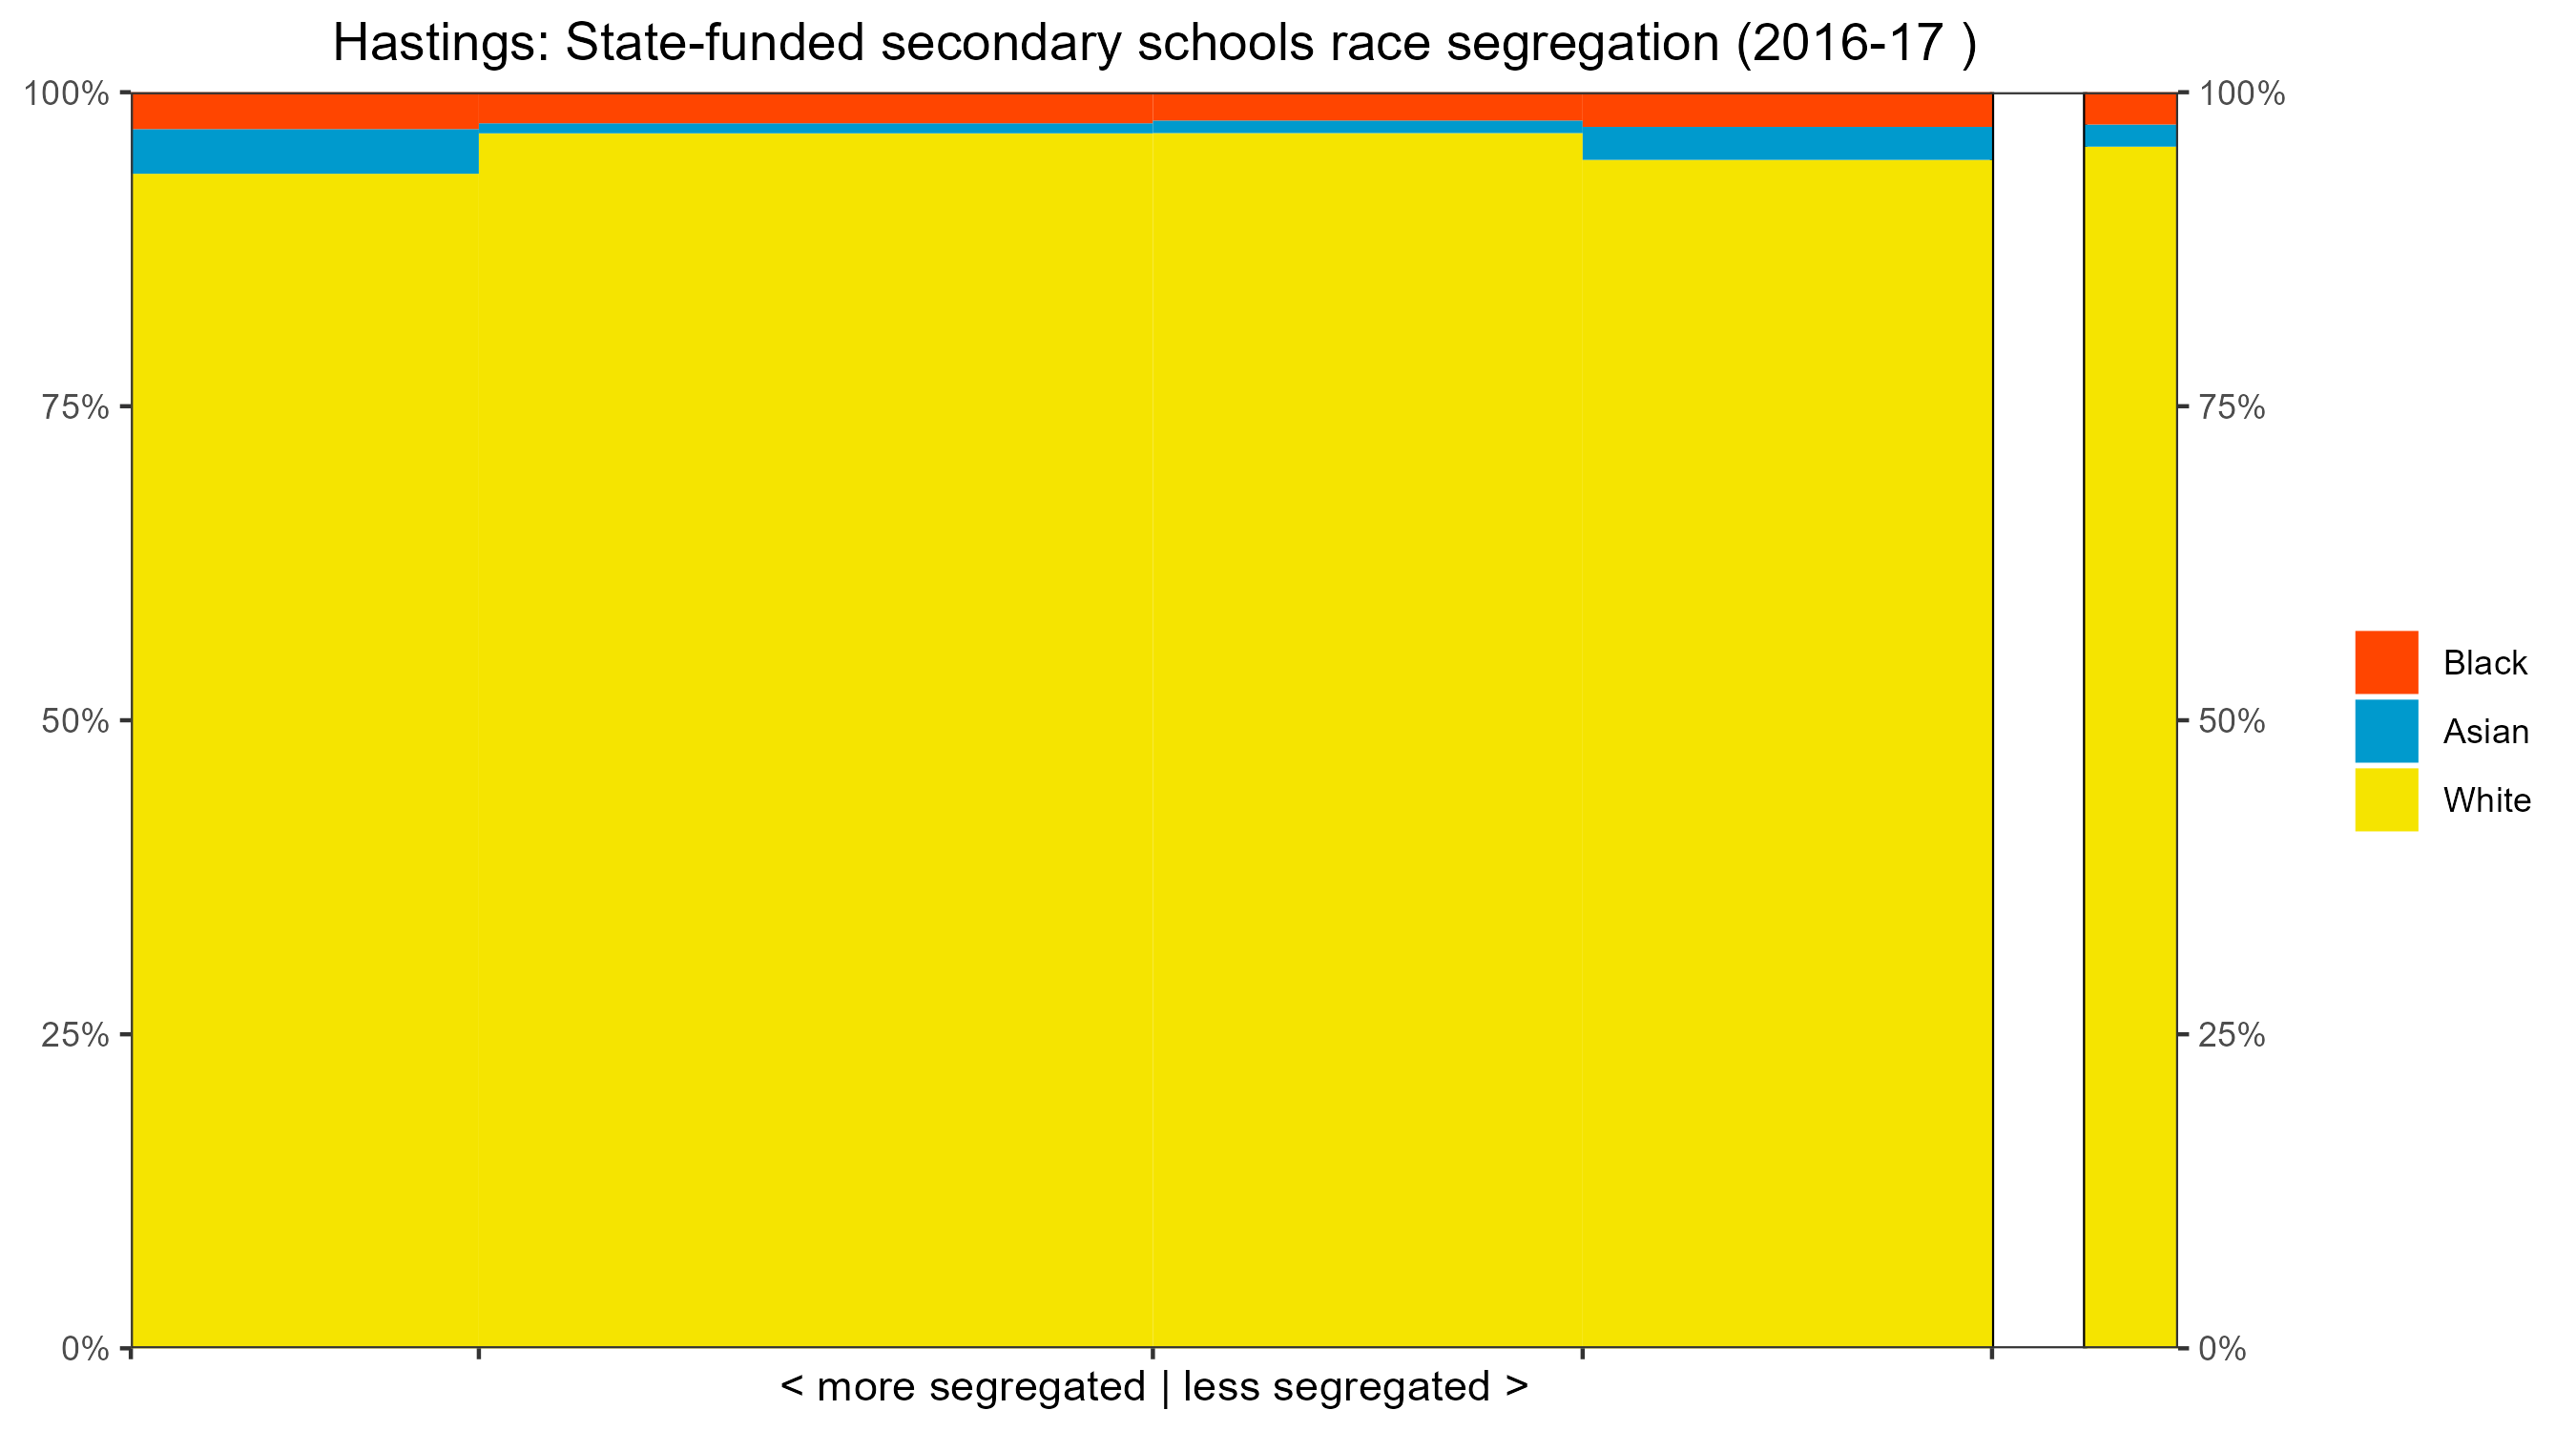 Hastings: State-funded secondary schools race segregation (2016-17 )
100%
75%
50%
25%
0%
100%
75%
50%
25%
0%
Black
Asian
White
< more segregated | less segregated >